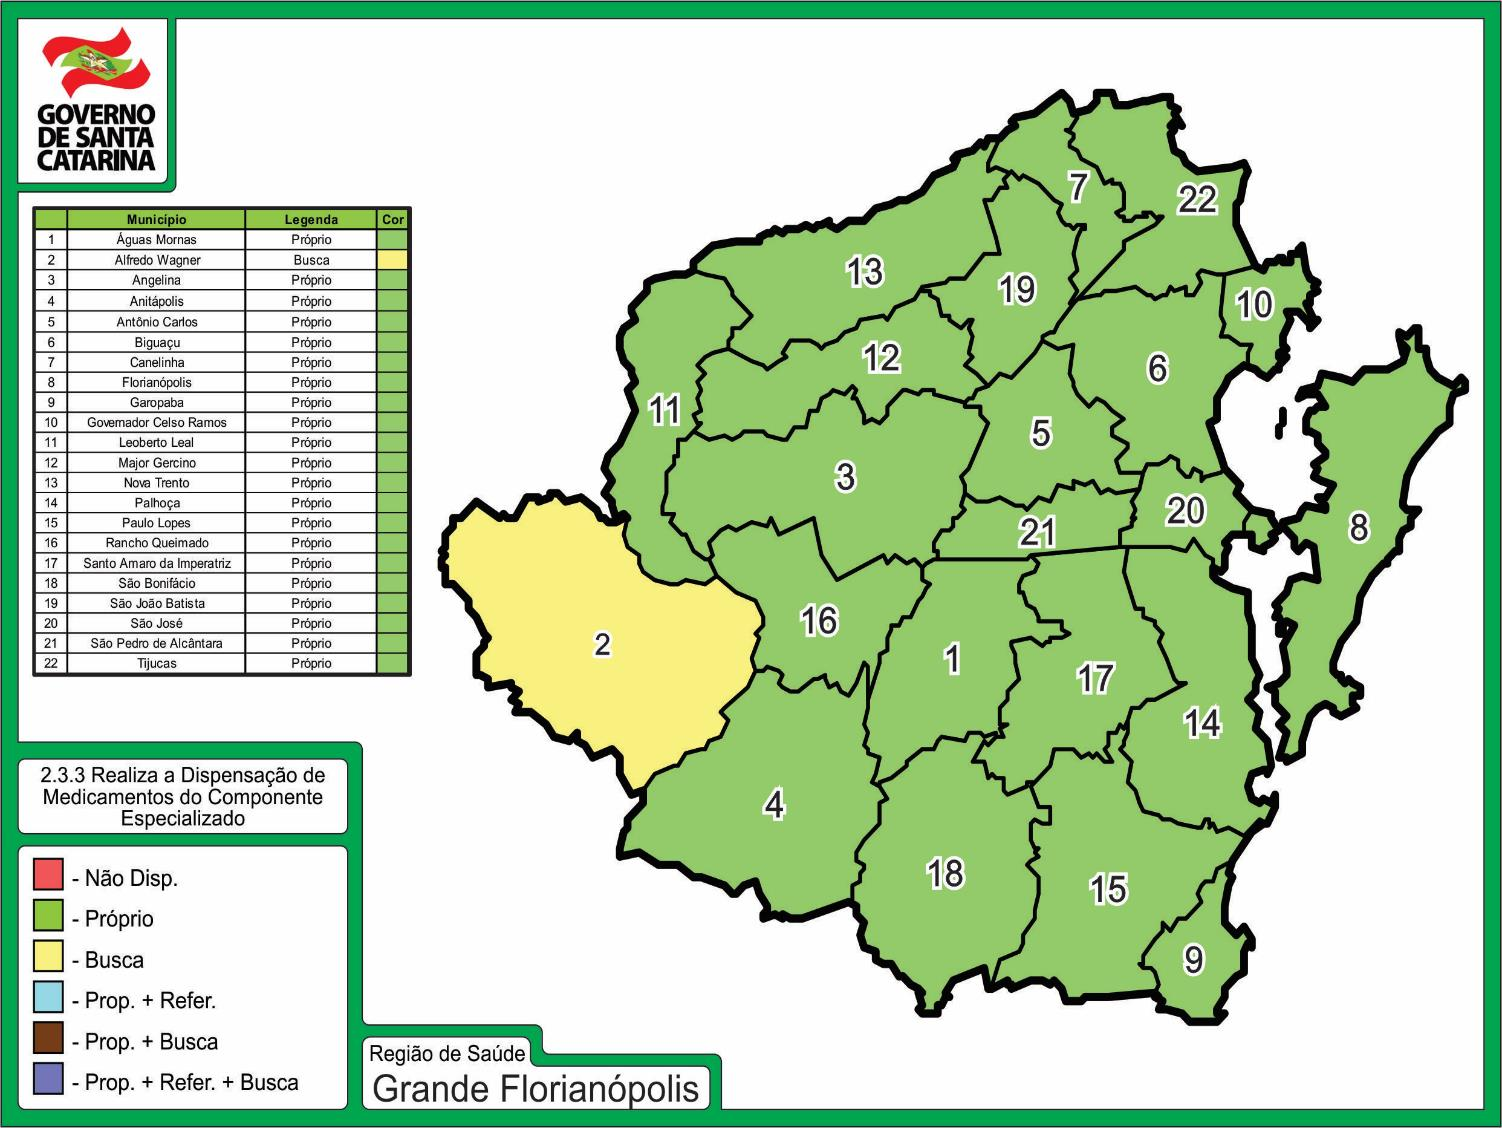 GOVERNO
DE SANTA
CATARINA
Município Legenda Cor
1 Águas Mornas Próprio
2 Alfredo Wagner Busca
3 Angelina Próprio
4 Anitápolis Próprio
5 Antônio Carlos Próprio
6 Biguaçu Próprio
7 Canelinha Próprio
8 Florianópolis Próprio
9 Garopaba Próprio
10 Governador Celso Ramos Próprio
11 Leoberto Leal Próprio
12 Major Gercino Próprio
13 Nova Trento Próprio
14 Palhoça Próprio
15 Paulo Lopes Próprio
16 Rancho Queimado Próprio
17 Santo Amaro da Imperatriz Próprio
18 São Bonifácio Próprio
19 São João Batista Próprio
20 São José Próprio
21 São Pedro de Alcântara Próprio
22 Tijucas Próprio
7
22
13
19
10
12
6
11
5
3
20
21
8
16
2
1
17
14
4
18
15
9
2.3.3 Realiza a Dispensação de
Medicamentos do Componente
Especializado
- Não Disp.
- Próprio
- Busca
- Prop. + Refer.
- Prop. + Busca
- Prop. + Refer. + Busca
Região de Saúde
Grande Florianópolis